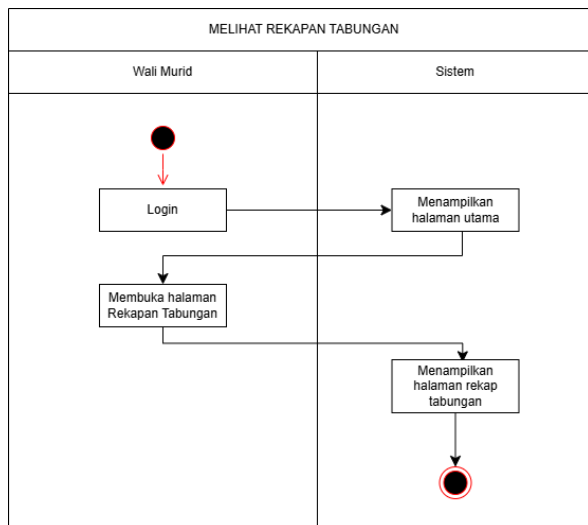 MELIHAT REKAPAN TABUNGAN
Wali Murid
Sistem
Login
Menampilkan
halaman utama
Membuka halaman
Rekapan Tabungan
Menampilkan
halaman rekap
tabungan